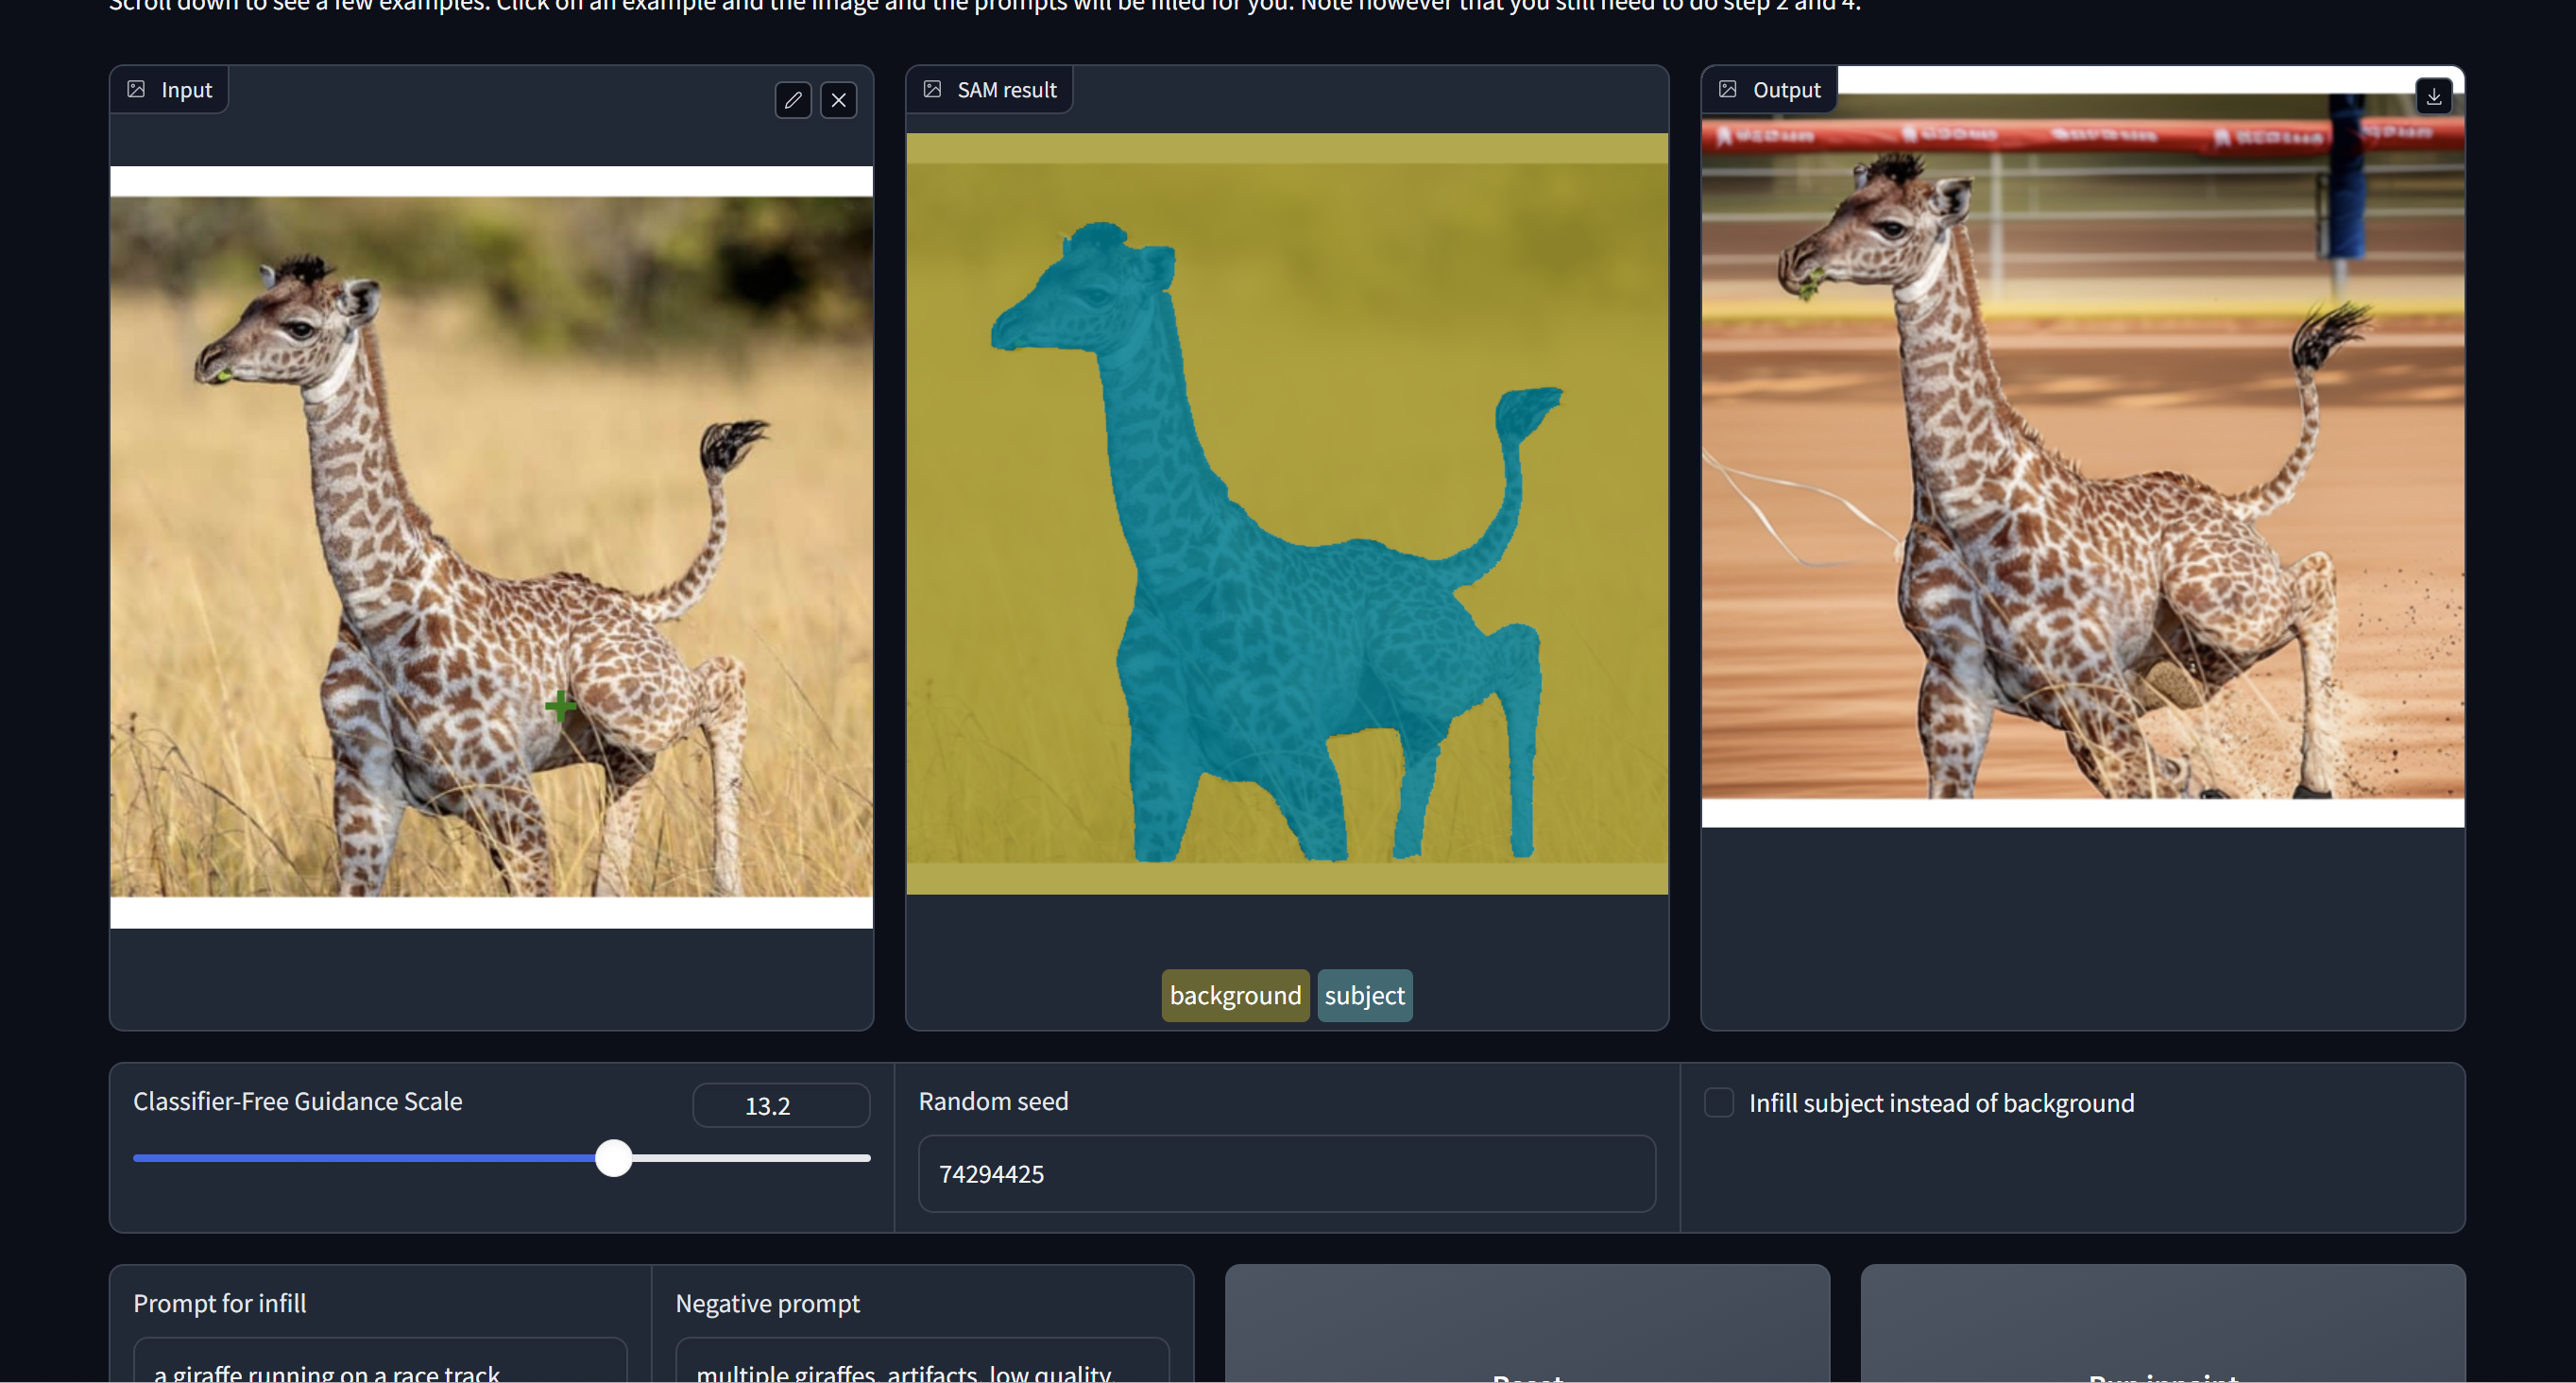 Scroll down to see a few examples. Click on an example and the image and the prompts will be filled for you. Note however that you still need to do step 2 and 4.
Input
SAM result
Output
background subject
Classifier-Free Guidance Scale
13.2
Random seed
74294425
Infill subject instead of background
Prompt for infill
a giraffe running on a race track
Negative prompt
multiple giraffes, artifacts, low quality
Reset
Run inpaint